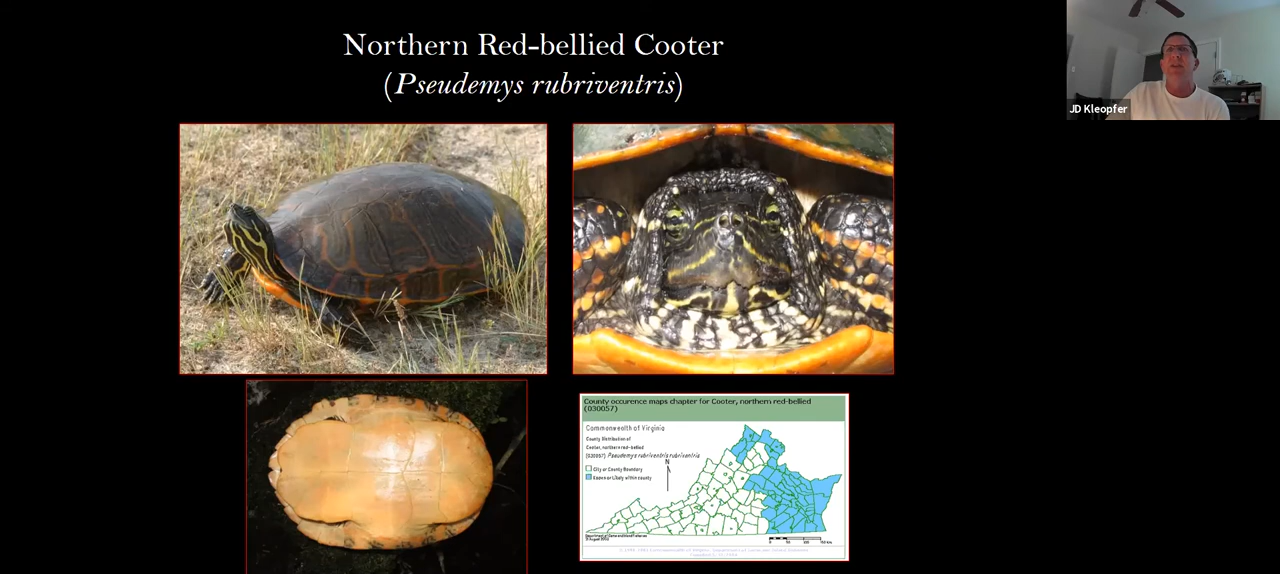 Northern Red-bellied Cooter
(Pseudemys rubriventris)
JD Kleopfer
County occurence maps chapter for Cooter, northern red-bellied
(030057)
Commonwealth of Virginia
County Distribution of
Cooter, northern red-bellied
(030057) Pseudemys rubriventris rubriventris
N
City or County Boundary
Known or Likely within county